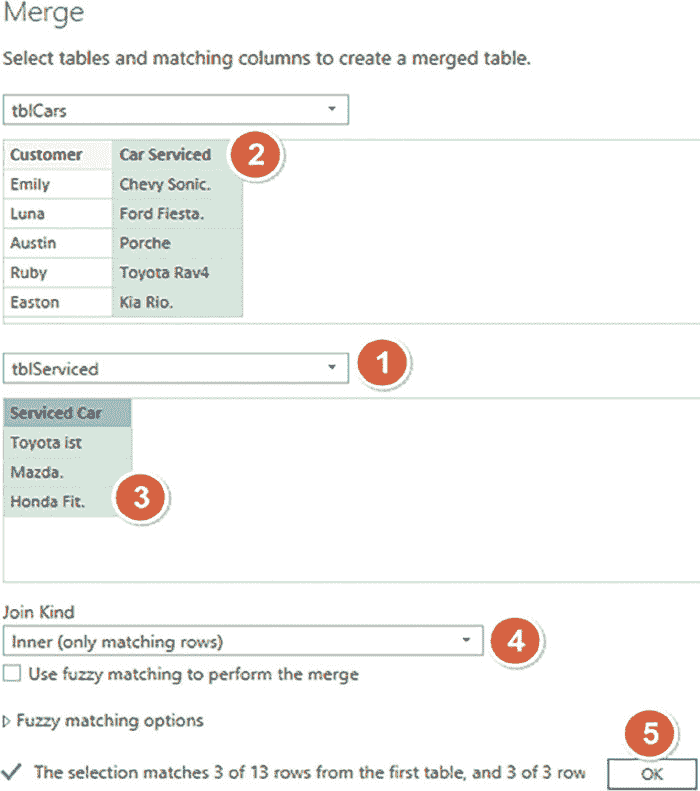 Merge
Select tables and matching columns to create a merged table.
tblCars
Customer Car Serviced 2
Emily Chevy Sonic.
Luna Ford Fiesta.
Austin Porche
Ruby Toyota Rav4
Easton Kia Rio.
tblServiced 1
Serviced Car
Toyota ist
Mazda.
Honda Fit. 3
Join Kind
Inner (only matching rows) 4
Use fuzzy matching to perform the merge
Fuzzy matching options
5
The selection matches 3 of 13 rows from the first table, and 3 of 3 row OK